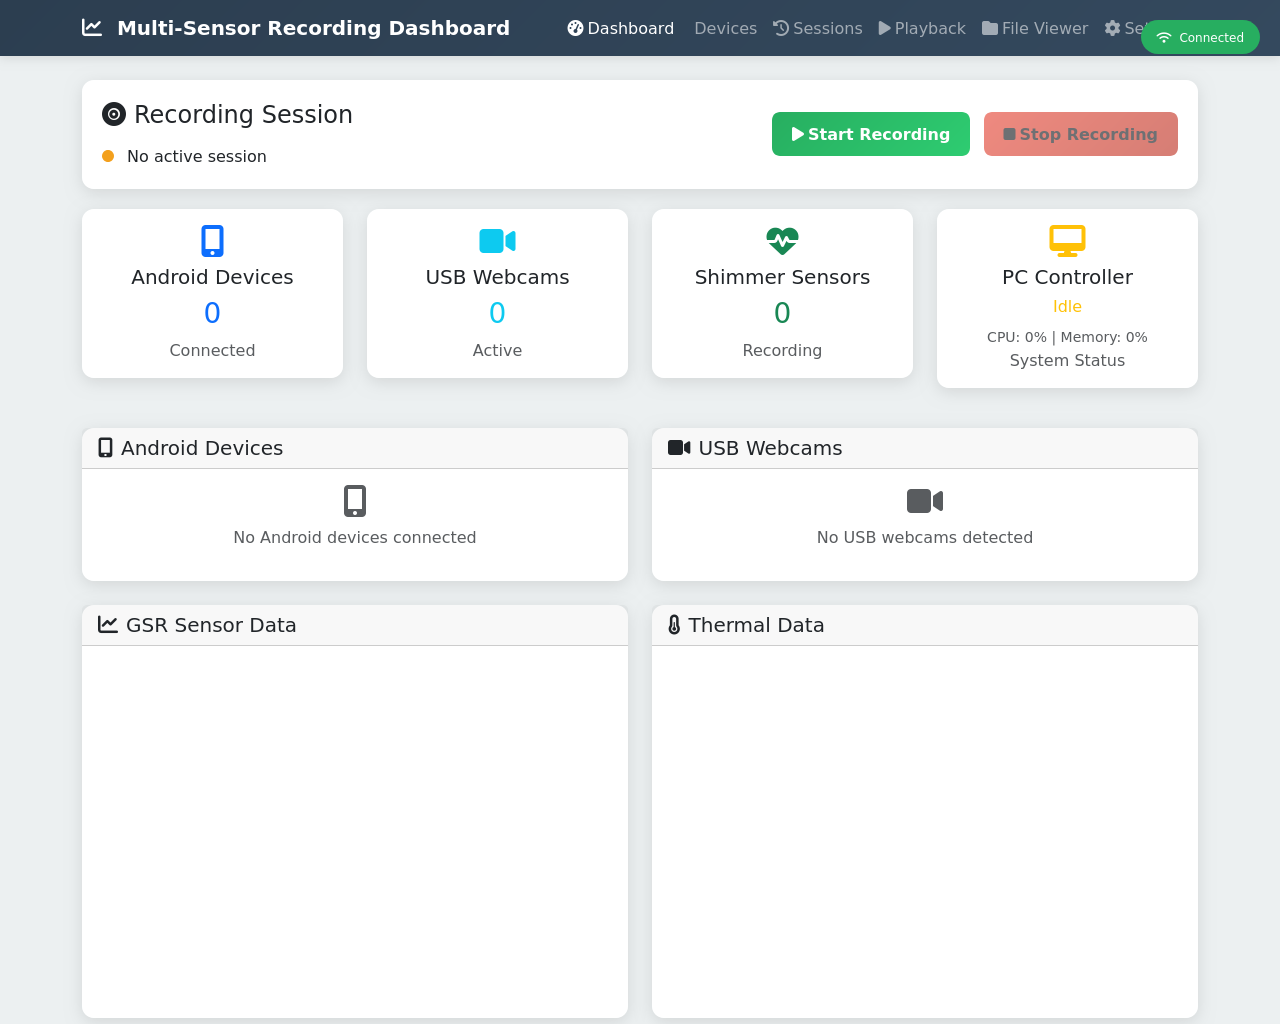 Multi-Sensor Recording Dashboard
Dashboard
Devices
Sessions
Playback
File Viewer
Connected
Recording Session
No active session
Start Recording
Stop Recording
Android Devices
0
Connected
USB Webcams
0
Active
Shimmer Sensors
0
Recording
PC Controller
Idle
CPU: 0% | Memory: 0%
System Status
Android Devices
No Android devices connected
USB Webcams
No USB webcams detected
GSR Sensor Data
Thermal Data